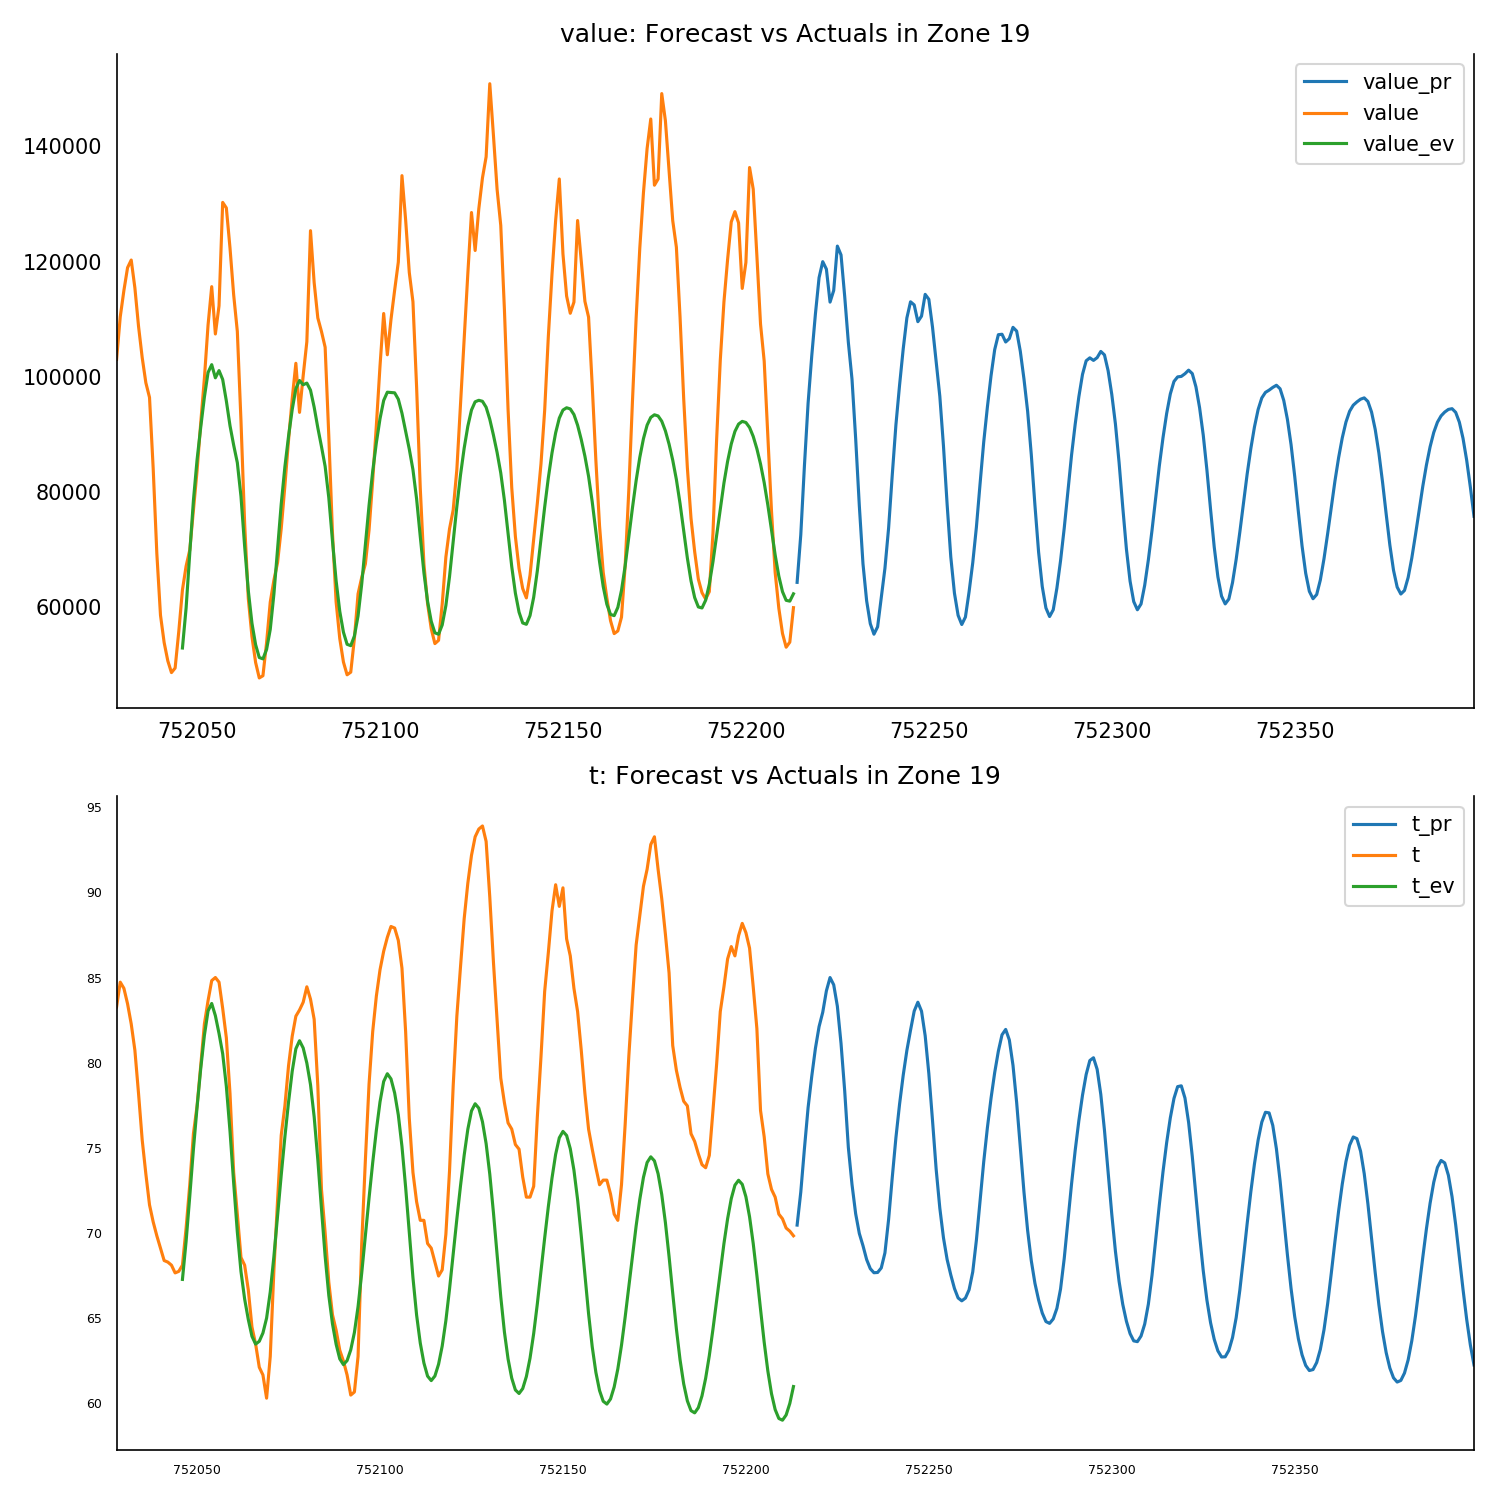 value: Forecast vs Actuals in Zone 19
value_pr
value
value_ev
140000
120000
100000
80000
60000
752050 752100 752150 752200 752250 752300 752350
t: Forecast vs Actuals in Zone 19
t_pr
t
t_ev
95
90
85
80
75
70
65
60
752050 752100 752150 752200 752250 752300 752350